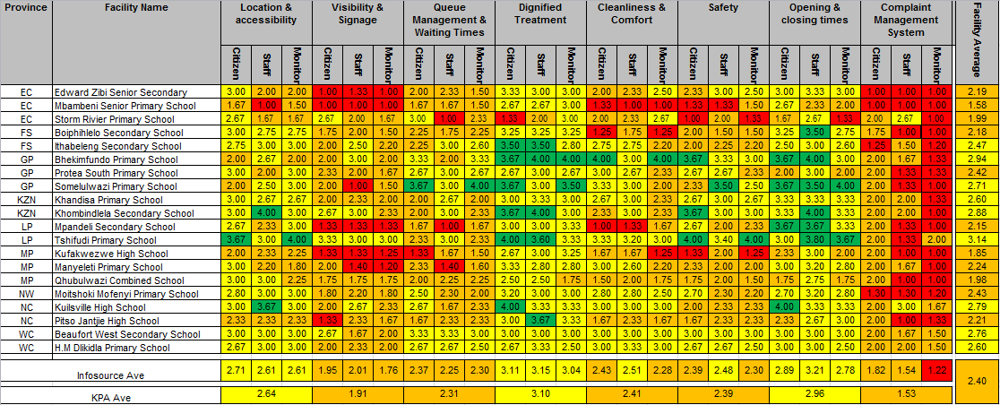 Province Facility Name Location & accessibility Visibility & Signage Queue Management & Waiting Times Dignified Treatment Cleanliness & Comfort Safety Opening & closing times Complaint Management System Facility Average
Citizen Staff Monitor Citizen Staff Monitor Citizen Staff Monitor Citizen Staff Monitor Citizen Staff Monitor Citizen Staff Monitor Citizen Staff Monitor Citizen Staff Monitor
EC Edward Zibi Senior Secondary 3.00 2.00 2.00 1.00 1.33 1.00 2.00 2.33 1.50 3.33 3.00 3.00 2.00 2.33 2.50 2.33 3.00 2.50 3.00 3.33 3.00 1.00 1.00 1.00 2.19
EC Mbambeni Senior Primary School 1.67 1.00 1.50 1.00 1.00 1.00 1.67 1.67 1.50 2.67 2.67 3.00 1.33 1.00 1.00 1.33 1.33 1.50 2.00 2.33 2.00 1.00 1.00 1.00 1.58
EC Storm Rivier Primary School 2.67 1.67 1.67 2.67 2.00 1.67 3.00 1.00 2.33 1.33 2.00 2.33 2.00 2.33 2.67 1.00 2.00 1.00 1.67 2.67 1.33 2.00 2.67 1.00 1.99
FS Boiphihlelo Secondary School 3.00 2.75 2.75 1.75 2.00 1.75 2.25 1.75 2.25 3.25 3.25 3.25 1.25 1.75 1.25 2.00 1.50 1.50 3.25 3.50 2.75 1.00 1.00 1.00 2.18
FS Ithabeleng Secondary School 2.75 3.00 3.00 2.00 2.50 2.20 2.25 3.00 2.60 3.50 3.50 2.80 2.75 2.75 2.20 2.00 2.25 2.20 2.50 3.00 2.60 1.25 1.50 1.20 2.47
GP Bhekimfundo Primary School 2.00 2.67 2.00 2.00 2.00 3.00 3.33 2.00 3.33 3.67 4.00 4.00 4.00 3.00 4.00 3.67 3.33 3.00 3.67 4.00 3.00 2.00 1.67 1.33 2.94
GP Protea South Primary School 3.00 2.00 3.00 2.00 2.33 1.67 2.67 2.67 2.67 3.00 3.00 3.00 3.00 2.67 2.33 2.67 2.67 2.33 3.00 3.00 3.00 2.00 1.33 1.33 2.42
GP Somelulwazi Primary School 2.00 2.50 3.00 2.00 1.00 1.50 3.67 3.00 4.00 3.67 3.00 3.50 2.33 2.00 2.00 2.33 3.50 2.50 3.67 3.50 4.00 2.33 2.00 1.50 2.71
KZN Khandisa Primary School 3.00 2.67 2.67 2.00 2.00 2.00 2.67 2.00 2.67 3.00 3.33 3.00 3.00 3.00 2.33 2.67 3.00 2.67 3.33 3.33 3.33 2.00 2.00 1.33 2.60
KZN Khombindlela Secondary School 3.00 4.00 3.00 3.00 2.67 2.33 2.00 3.00 2.33 3.67 4.00 3.00 2.33 3.00 2.33 3.67 3.00 2.67 3.00 4.00 3.33 2.00 2.00 1.00 2.88
LP Mpandeli Secondary School 2.67 2.33 3.00 1.33 1.33 1.33 1.67 1.00 1.67 3.00 3.00 3.00 1.00 1.33 1.67 2.67 2.00 2.00 3.67 3.67 3.33 1.00 1.00 1.00 2.15
LP Tshifudi Primary School 3.67 3.00 4.00 3.33 3.00 3.00 2.33 3.00 2.33 4.00 3.60 3.33 3.33 3.20 3.00 4.00 3.40 4.00 3.00 3.80 3.67 2.00 1.33 2.00 3.14
MP Kufakwezwe High School 2.00 2.33 2.25 1.33 1.33 1.25 1.33 1.67 1.50 2.67 3.00 3.25 1.67 1.67 1.25 1.33 2.00 1.25 2.00 2.33 2.00 1.00 1.00 1.00 1.85
MP Manyeleti Primary School 3.00 2.20 1.80 2.00 1.40 1.20 2.33 1.40 1.60 3.33 2.80 2.80 3.00 2.60 2.20 2.33 2.00 2.00 3.00 3.20 2.80 2.00 1.67 1.00 2.24
MP Qhubulwazi Combined School 3.00 3.00 2.25 1.75 1.75 1.75 2.25 2.00 2.00 2.50 2.50 1.75 1.50 2.00 1.75 2.00 2.00 1.75 1.75 2.75 1.75 2.00 1.00 1.00 1.98
NW Moitshoki Mofenyi Primary School 2.80 3.00 3.00 1.80 2.20 1.80 2.50 2.30 2.00 3.20 3.00 3.00 2.80 2.80 2.50 2.70 2.30 2.20 2.70 3.20 2.80 1.30 1.30 1.20 2.43
NC Kuilsville High School 3.00 3.67 3.00 2.00 2.67 2.33 2.67 1.67 2.33 4.00 3.33 3.33 2.67 3.00 2.33 3.00 3.00 3.00 4.00 3.33 3.00 2.00 1.67 1.00 2.79
NC Pitso Jantjie High School 2.33 2.33 2.33 1.33 2.33 1.67 1.67 2.33 2.00 3.00 3.67 3.00 2.00 2.33 1.67 1.67 2.33 2.33 2.33 2.67 3.00 2.33 1.00 1.33 2.21
WC Beaufort West Secondary School 3.00 3.00 3.00 2.67 1.67 2.00 3.33 3.33 3.00 3.00 3.00 3.00 3.00 3.00 3.00 3.00 3.00 3.00 3.00 3.00 3.00 2.00 1.67 1.50 2.76
WC H.M Dlikidla Primary School 2.67 3.00 3.00 2.00 2.33 2.00 2.67 2.67 2.50 2.67 3.33 2.50 3.00 3.33 3.00 2.00 2.00 2.50 3.00 3.00 2.50 2.00 2.00 1.50 2.60
Infosource Ave 2.71 2.61 2.61 1.95 2.01 1.76 2.37 2.25 2.30 3.11 3.15 3.04 2.43 2.51 2.28 2.39 2.48 2.30 2.89 3.21 2.78 1.82 1.54 1.22 2.40
KPA Ave 2.64 1.91 2.31 3.10 2.41 2.39 2.96 1.53